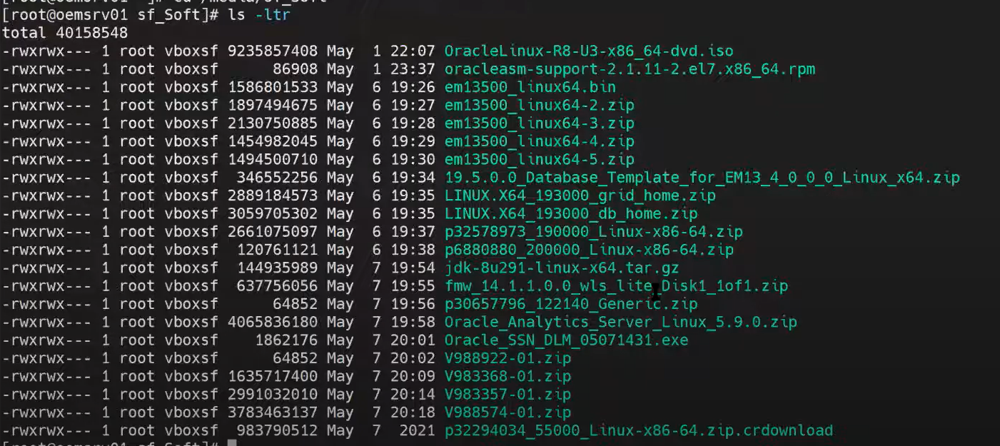 [root@oemsrv01 ~]# cd /media/sf_Soft
[root@oemsrv01 sf_Soft]# ls -ltr
total 40158548
-rwxrwx--- 1 root vboxsf 9235857408 May  1 22:07 OracleLinux-R8-U3-x86_64-dvd.iso
-rwxrwx--- 1 root vboxsf      86908 May  1 23:37 oracleasm-support-2.1.11-2.el7.x86_64.rpm
-rwxrwx--- 1 root vboxsf 1586801533 May  6 19:26 em13500_linux64.bin
-rwxrwx--- 1 root vboxsf 1897494675 May  6 19:27 em13500_linux64-2.zip
-rwxrwx--- 1 root vboxsf 2130750885 May  6 19:28 em13500_linux64-3.zip
-rwxrwx--- 1 root vboxsf 1454982045 May  6 19:29 em13500_linux64-4.zip
-rwxrwx--- 1 root vboxsf 1494500710 May  6 19:30 em13500_linux64-5.zip
-rwxrwx--- 1 root vboxsf  346552256 May  6 19:34 19.5.0.0_Database_Template_for_EM13_4_0_0_0_Linux_x64.zip
-rwxrwx--- 1 root vboxsf 2889184573 May  6 19:35 LINUX.X64_193000_grid_home.zip
-rwxrwx--- 1 root vboxsf 3059705302 May  6 19:35 LINUX.X64_193000_db_home.zip
-rwxrwx--- 1 root vboxsf 2661075097 May  6 19:37 p32578973_190000_Linux-x86-64.zip
-rwxrwx--- 1 root vboxsf  120761121 May  6 19:38 p6880880_200000_Linux-x86-64.zip
-rwxrwx--- 1 root vboxsf  144935989 May  7 19:54 jdk-8u291-linux-x64.tar.gz
-rwxrwx--- 1 root vboxsf  637756056 May  7 19:55 fmw_14.1.1.0.0_wls_lite_Disk1_1of1.zip
-rwxrwx--- 1 root vboxsf      64852 May  7 19:56 p30657796_122140_Generic.zip
-rwxrwx--- 1 root vboxsf 4065836180 May  7 19:58 Oracle_Analytics_Server_Linux_5.9.0.zip
-rwxrwx--- 1 root vboxsf    1862176 May  7 20:01 Oracle_SSN_DLM_05071431.exe
-rwxrwx--- 1 root vboxsf      64852 May  7 20:02 V988922-01.zip
-rwxrwx--- 1 root vboxsf 1635717400 May  7 20:09 V983368-01.zip
-rwxrwx--- 1 root vboxsf 2991032010 May  7 20:14 V983357-01.zip
-rwxrwx--- 1 root vboxsf 3783463137 May  7 20:18 V988574-01.zip
-rwxrwx--- 1 root vboxsf  983790512 May  7  2021 p32294034_55000_Linux-x86-64.zip.crdownload
[root@oemsrv01 sf_Soft]#